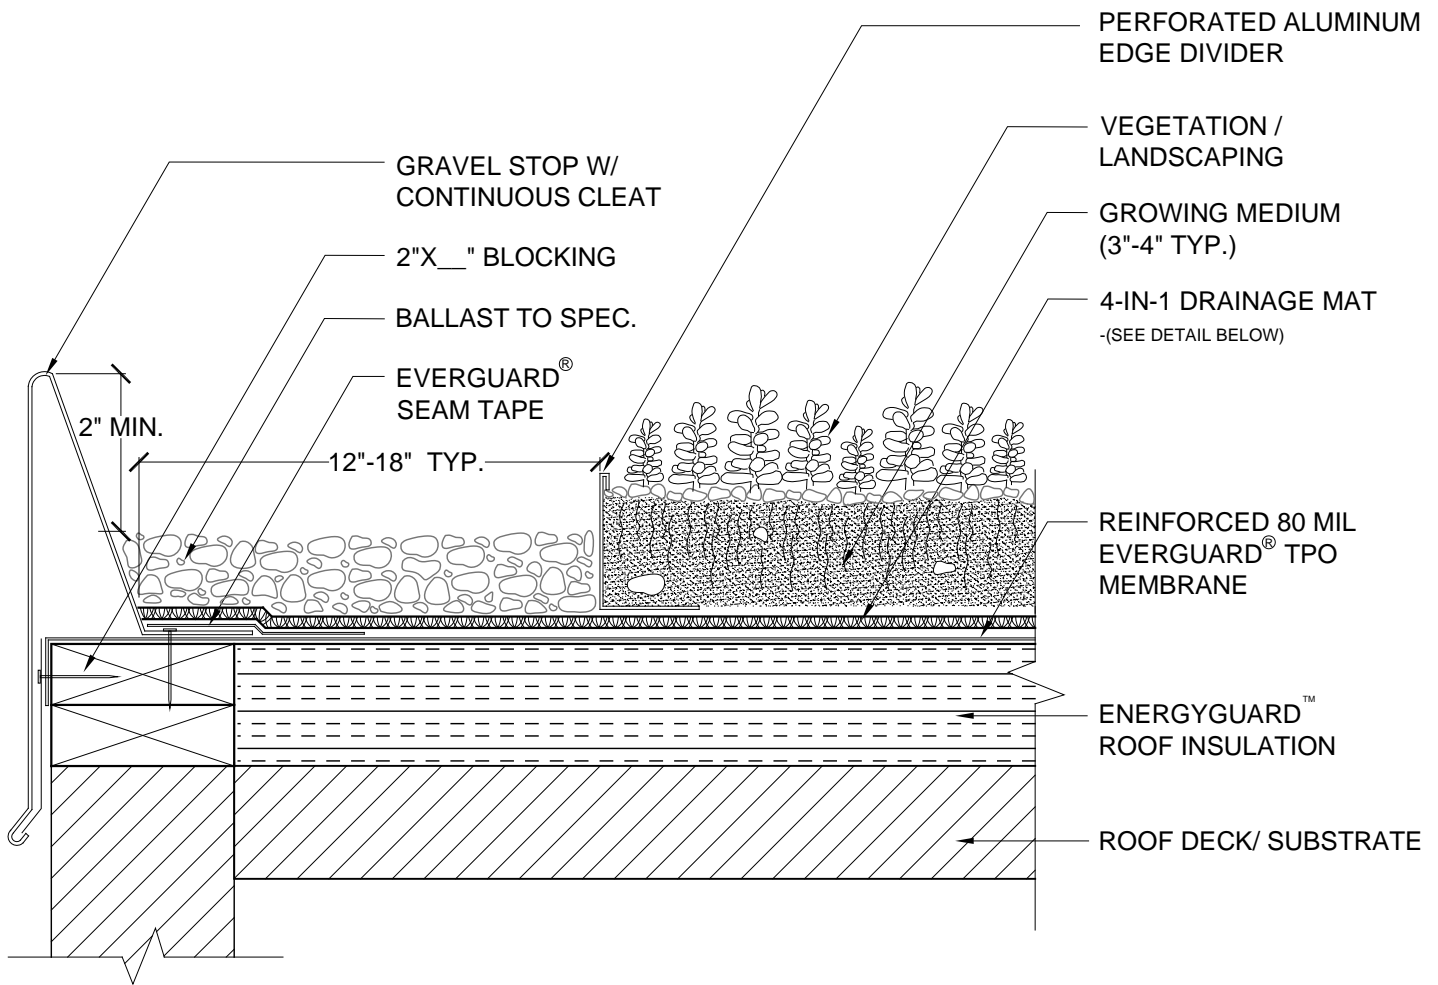 PERFORATED ALUMINUM
EDGE DIVIDER
VEGETATION /
LANDSCAPING
GRAVEL STOP W/
CONTINUOUS CLEAT
GROWING MEDIUM
(3"-4" TYP.)
2"X__" BLOCKING
4-IN-1 DRAINAGE MAT
-(SEE DETAIL BELOW)
BALLAST TO SPEC.
EVERGUARD®
SEAM TAPE
2" MIN.
12"-18" TYP.
REINFORCED 80 MIL
EVERGUARD® TPO
MEMBRANE
ENERGYGUARD™
ROOF INSULATION
ROOF DECK/ SUBSTRATE